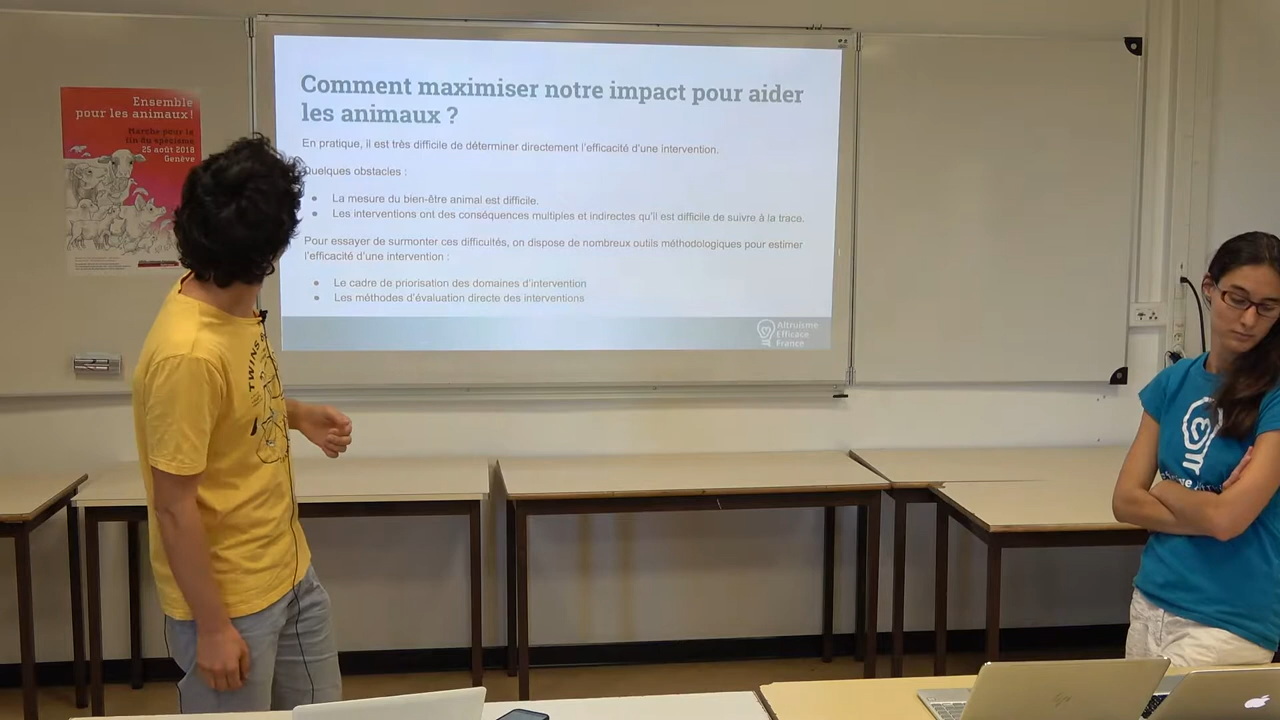 Ensemble
pour les animaux!
Marche pour la
fin du spécisme
25 août 2018
Genève
Comment maximiser notre impact pour aider
les animaux ?
En pratique, il est très difficile de déterminer directement l'efficacité d'une intervention.
Quelques obstacles :
● La mesure du bien-être animal est difficile.
● Les interventions ont des conséquences multiples et indirectes qu'il est difficile de suivre à la trace.
Pour essayer de surmonter ces difficultés, on dispose de nombreux outils méthodologiques pour estimer
l'efficacité d'une intervention :
● Le cadre de priorisation des domaines d'intervention
● Les méthodes d'évaluation directe des interventions
Altruisme
Efficace
France
TWINS
hp